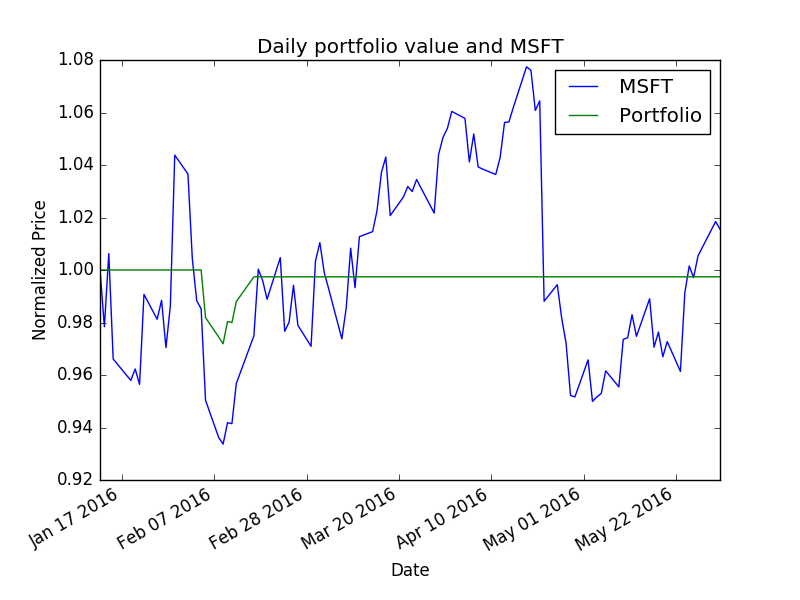 Daily portfolio value and MSFT
1.08
1.06
1.04
1.02
1.00
0.98
0.96
0.94
0.92
Normalized Price
MSFT
Portfolio
Jan 17 2016
Feb 07 2016
Feb 28 2016
Mar 20 2016
Apr 10 2016
May 01 2016
May 22 2016
Date